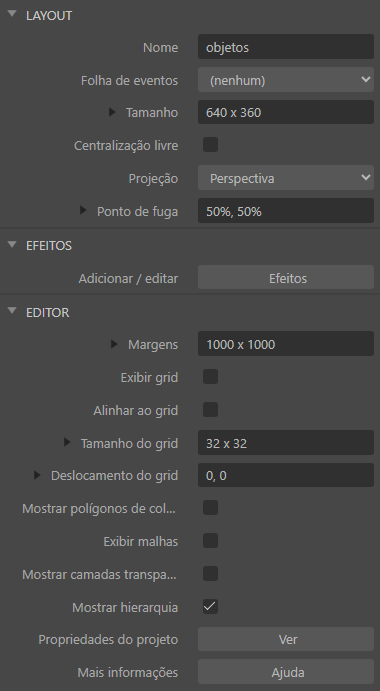 LAYOUT
Nome objetos
Folha de eventos (nenhum)
Tamanho 640 x 360
Centralização livre
Projeção Perspectiva
Ponto de fuga 50%, 50%
EFEITOS
Adicionar / editar Efeitos
EDITOR
Margens 1000 x 1000
Exibir grid
Alinhar ao grid
Tamanho do grid 32 x 32
Deslocamento do grid 0, 0
Mostrar polígonos de col...
Exibir malhas
Mostrar camadas transpa...
Mostrar hierarquia
Propriedades do projeto Ver
Mais informações Ajuda